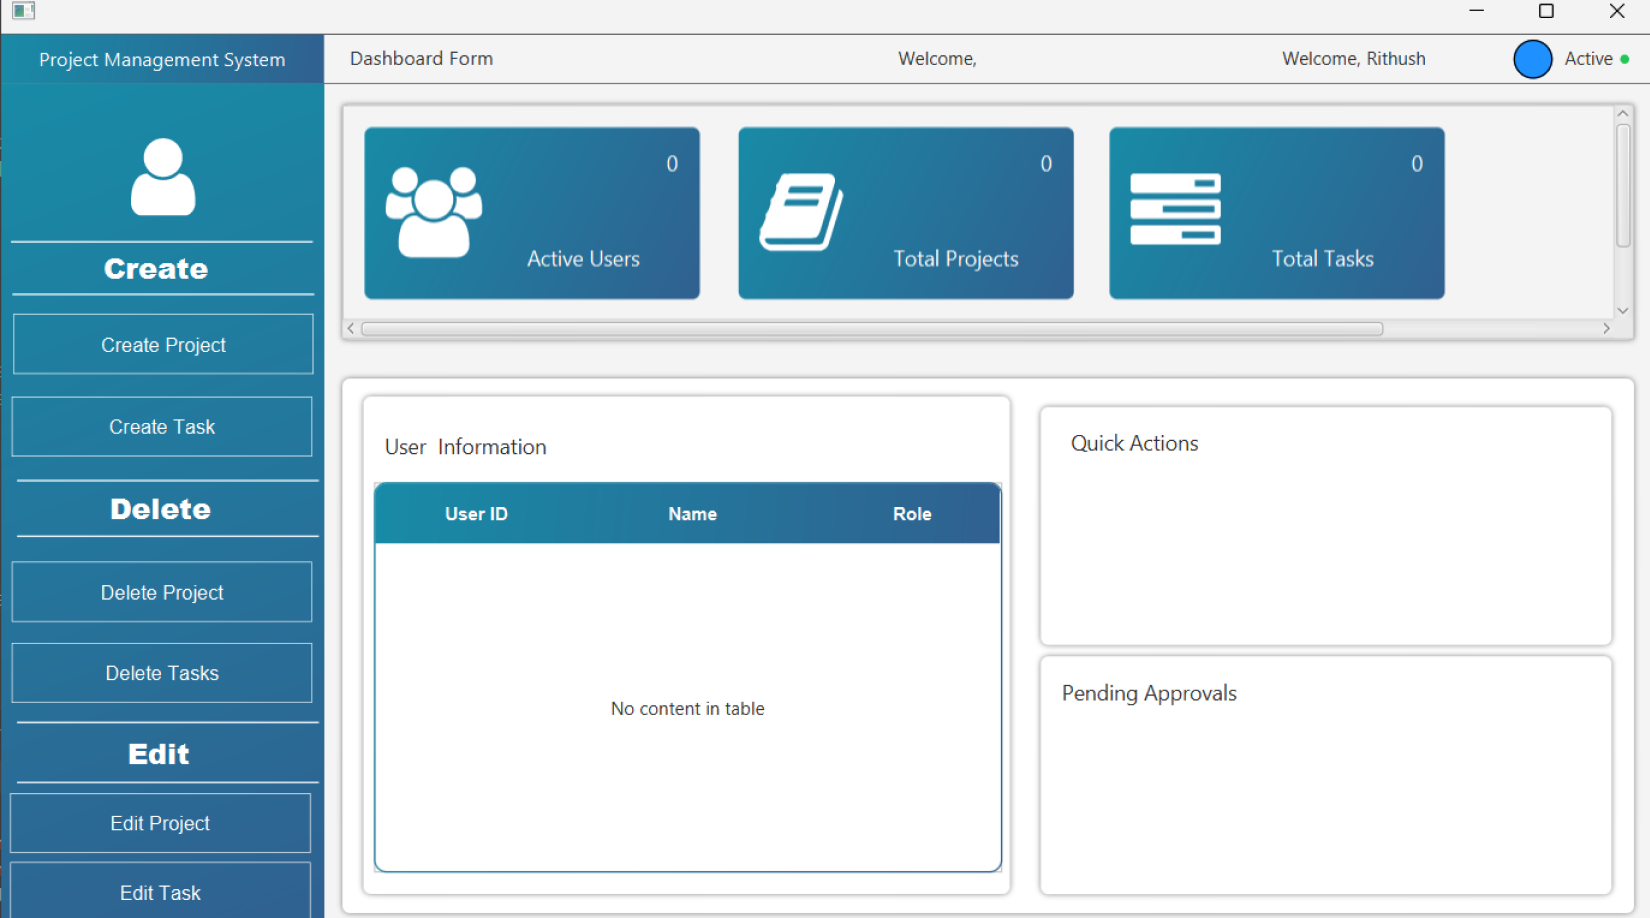 Project Management System
Dashboard Form
Welcome,
Welcome, Rithush
Active
Create
Create Project
Create Task
Delete
Delete Project
Delete Tasks
Edit
Edit Project
Edit Task
0
Active Users
0
Total Projects
0
Total Tasks
User Information
User ID Name Role
No content in table
Quick Actions
Pending Approvals